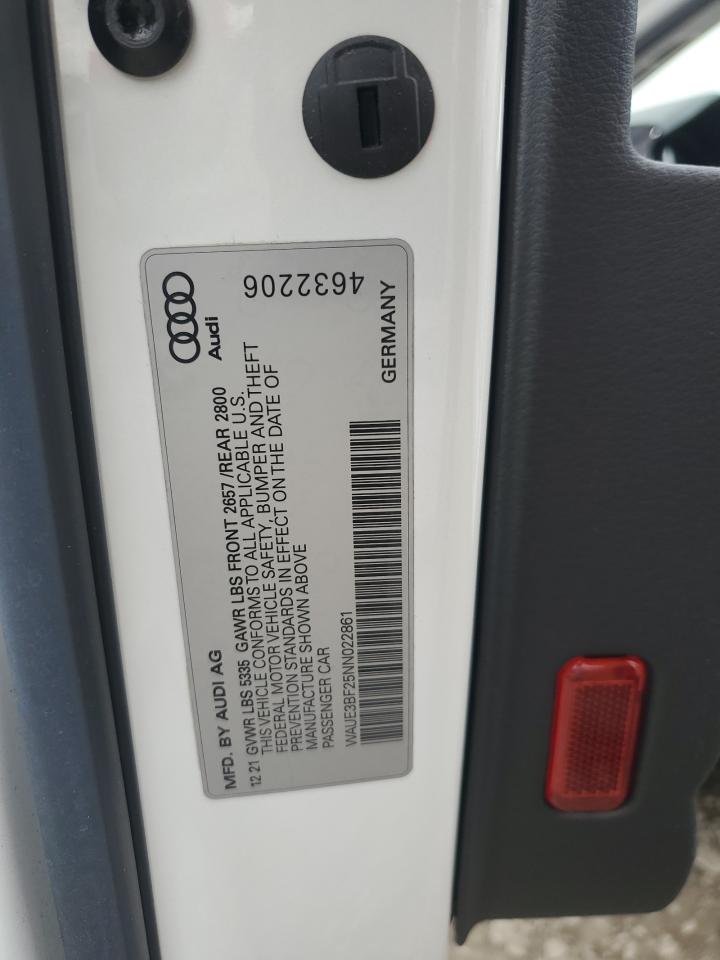 Audi
4632206
MFD. BY AUDI AG
12 21 GVWR LBS 5335 GAWR LBS FRONT 2657 /REAR 2800
THIS VEHICLE CONFORMS TO ALL APPLICABLE U.S.
FEDERAL MOTOR VEHICLE SAFETY, BUMPER AND THEFT
PREVENTION STANDARDS IN EFFECT ON THE DATE OF
MANUFACTURE SHOWN ABOVE
PASSENGER CAR
WAUE3BF25NN022861
GERMANY